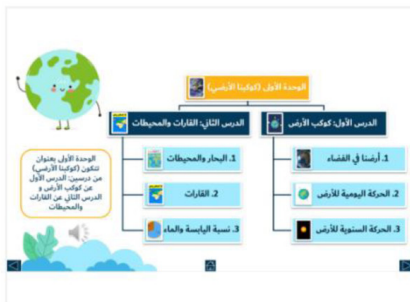 الوحدة الأولى (كوكبنا الأرضي)
الدرس الأول: كوكب الأرض
1. أرضنا في الفضاء
2. الحركة اليومية للأرض
3. الحركة السنوية للأرض
الدرس الثاني: القارات والمحيطات
1. البحار والمحيطات
2. القارات
3. نسبة اليابسة والماء
الوحدة الأولى بعنوان
(كوكبنا الأرضي) تتكون
من درسين: الدرس الأول
عن كوكب الأرض و
الدرس الثاني عن القارات
والمحيطات